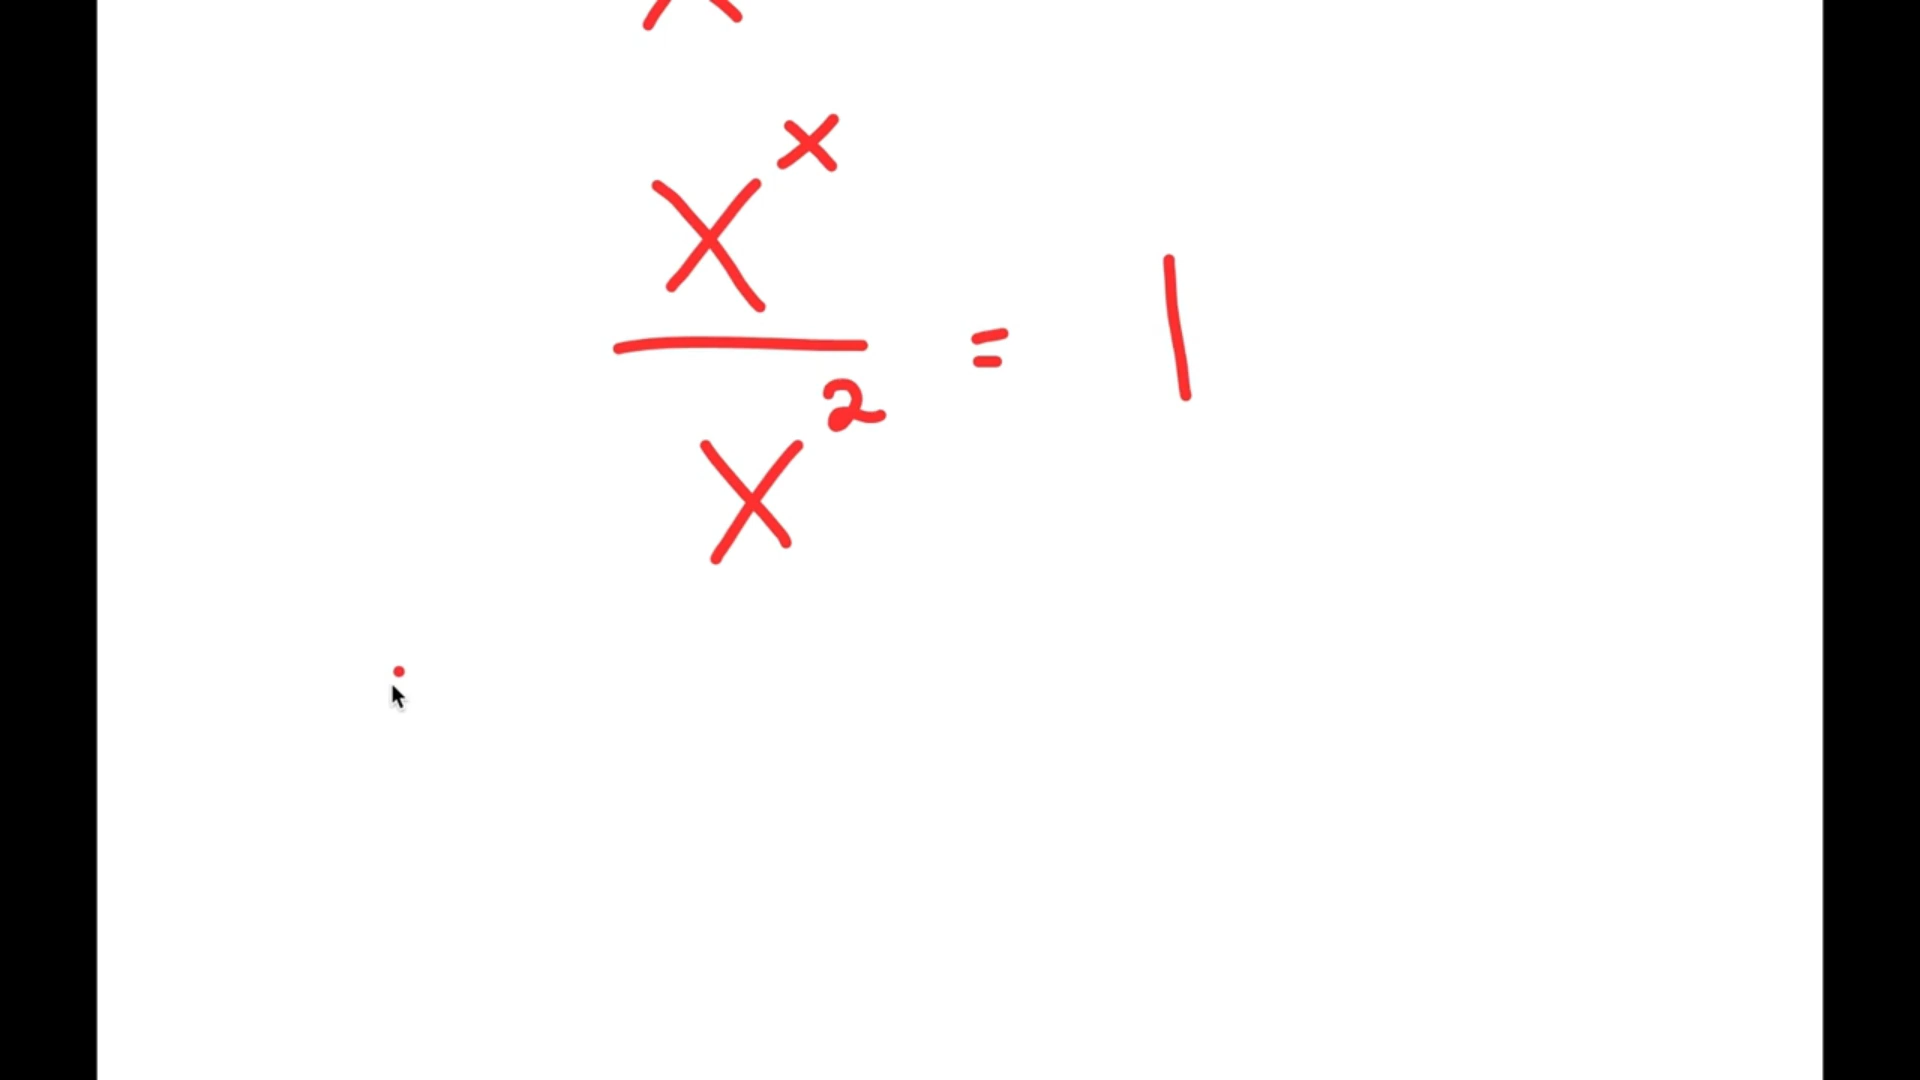 x^x
――― = 1
x^2